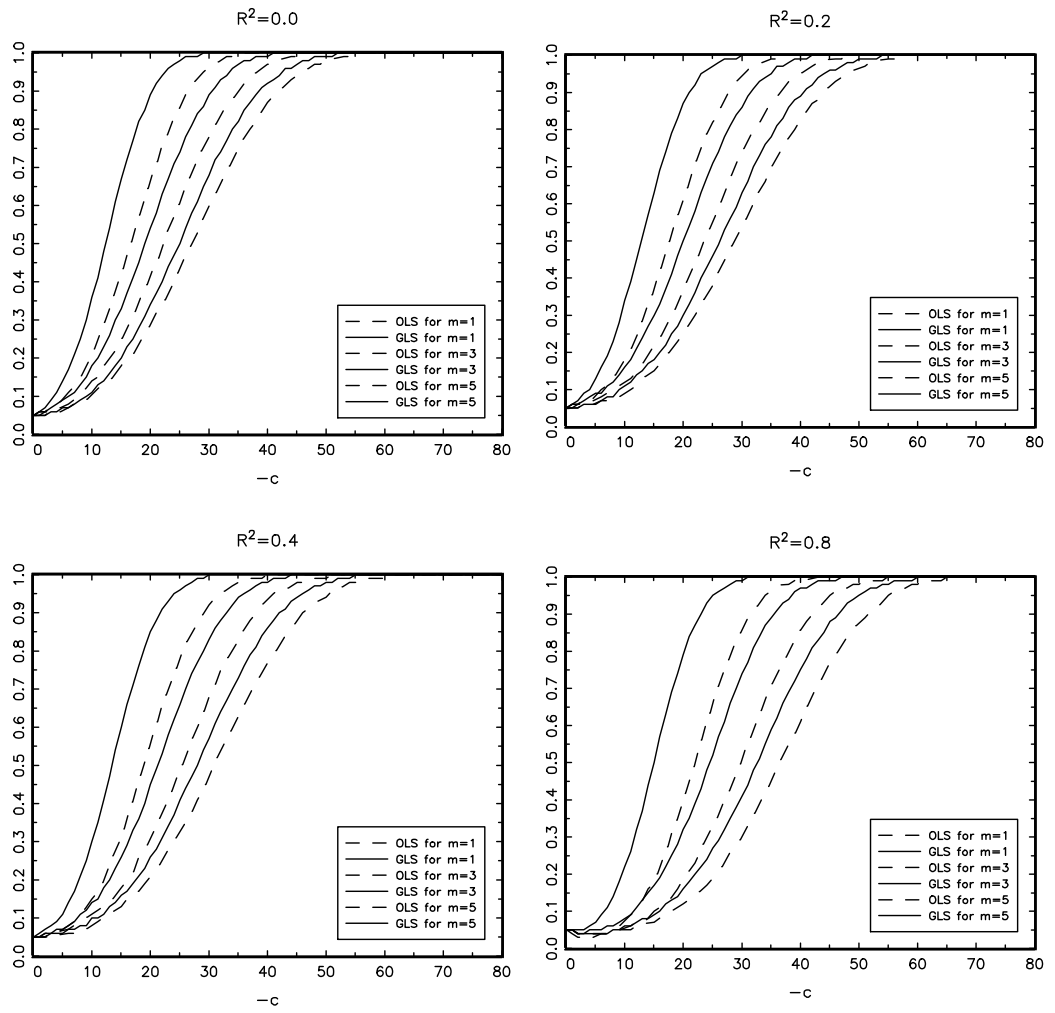 R²=0.0
1.0
0.9
0.8
0.7
0.6
0.5
0.4
0.3
0.2
0.1
0.0
0 10 20 30 40 50 60 70 80
−c
OLS for m=1
GLS for m=1
OLS for m=3
GLS for m=3
OLS for m=5
GLS for m=5
R²=0.2
1.0
0.9
0.8
0.7
0.6
0.5
0.4
0.3
0.2
0.1
0.0
0 10 20 30 40 50 60 70 80
−c
OLS for m=1
GLS for m=1
OLS for m=3
GLS for m=3
OLS for m=5
GLS for m=5
R²=0.4
1.0
0.9
0.8
0.7
0.6
0.5
0.4
0.3
0.2
0.1
0.0
0 10 20 30 40 50 60 70 80
−c
OLS for m=1
GLS for m=1
OLS for m=3
GLS for m=3
OLS for m=5
GLS for m=5
R²=0.8
1.0
0.9
0.8
0.7
0.6
0.5
0.4
0.3
0.2
0.1
0.0
0 10 20 30 40 50 60 70 80
−c
OLS for m=1
GLS for m=1
OLS for m=3
GLS for m=3
OLS for m=5
GLS for m=5